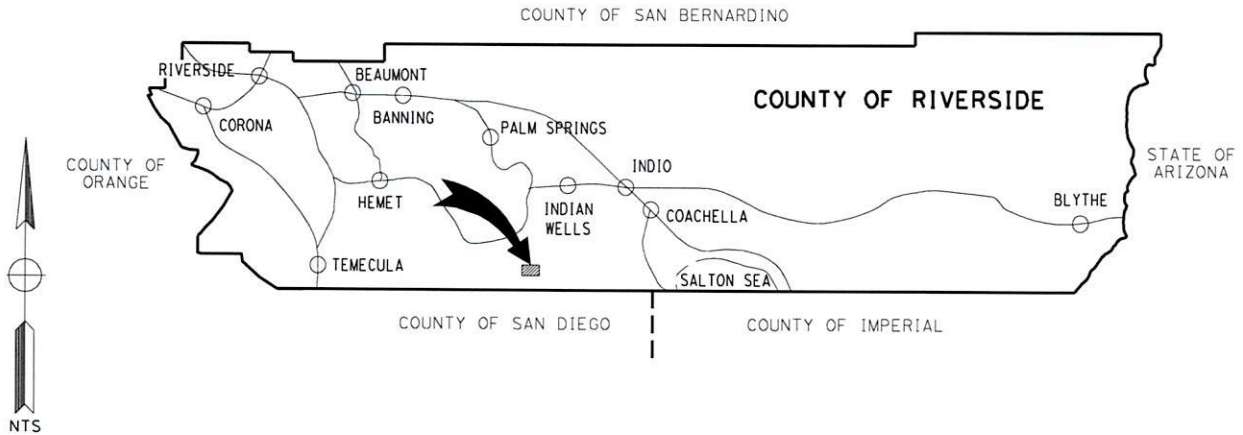 COUNTY OF SAN BERNARDINO
RIVERSIDE
BEAUMONT
COUNTY OF RIVERSIDE
CORONA
BANNING
PALM SPRINGS
COUNTY OF
ORANGE
STATE OF
ARIZONA
INDIO
HEMET
INDIAN
WELLS
COACHELLA
BLYTHE
TEMECULA
SALTON SEA
COUNTY OF SAN DIEGO
COUNTY OF IMPERIAL
NTS